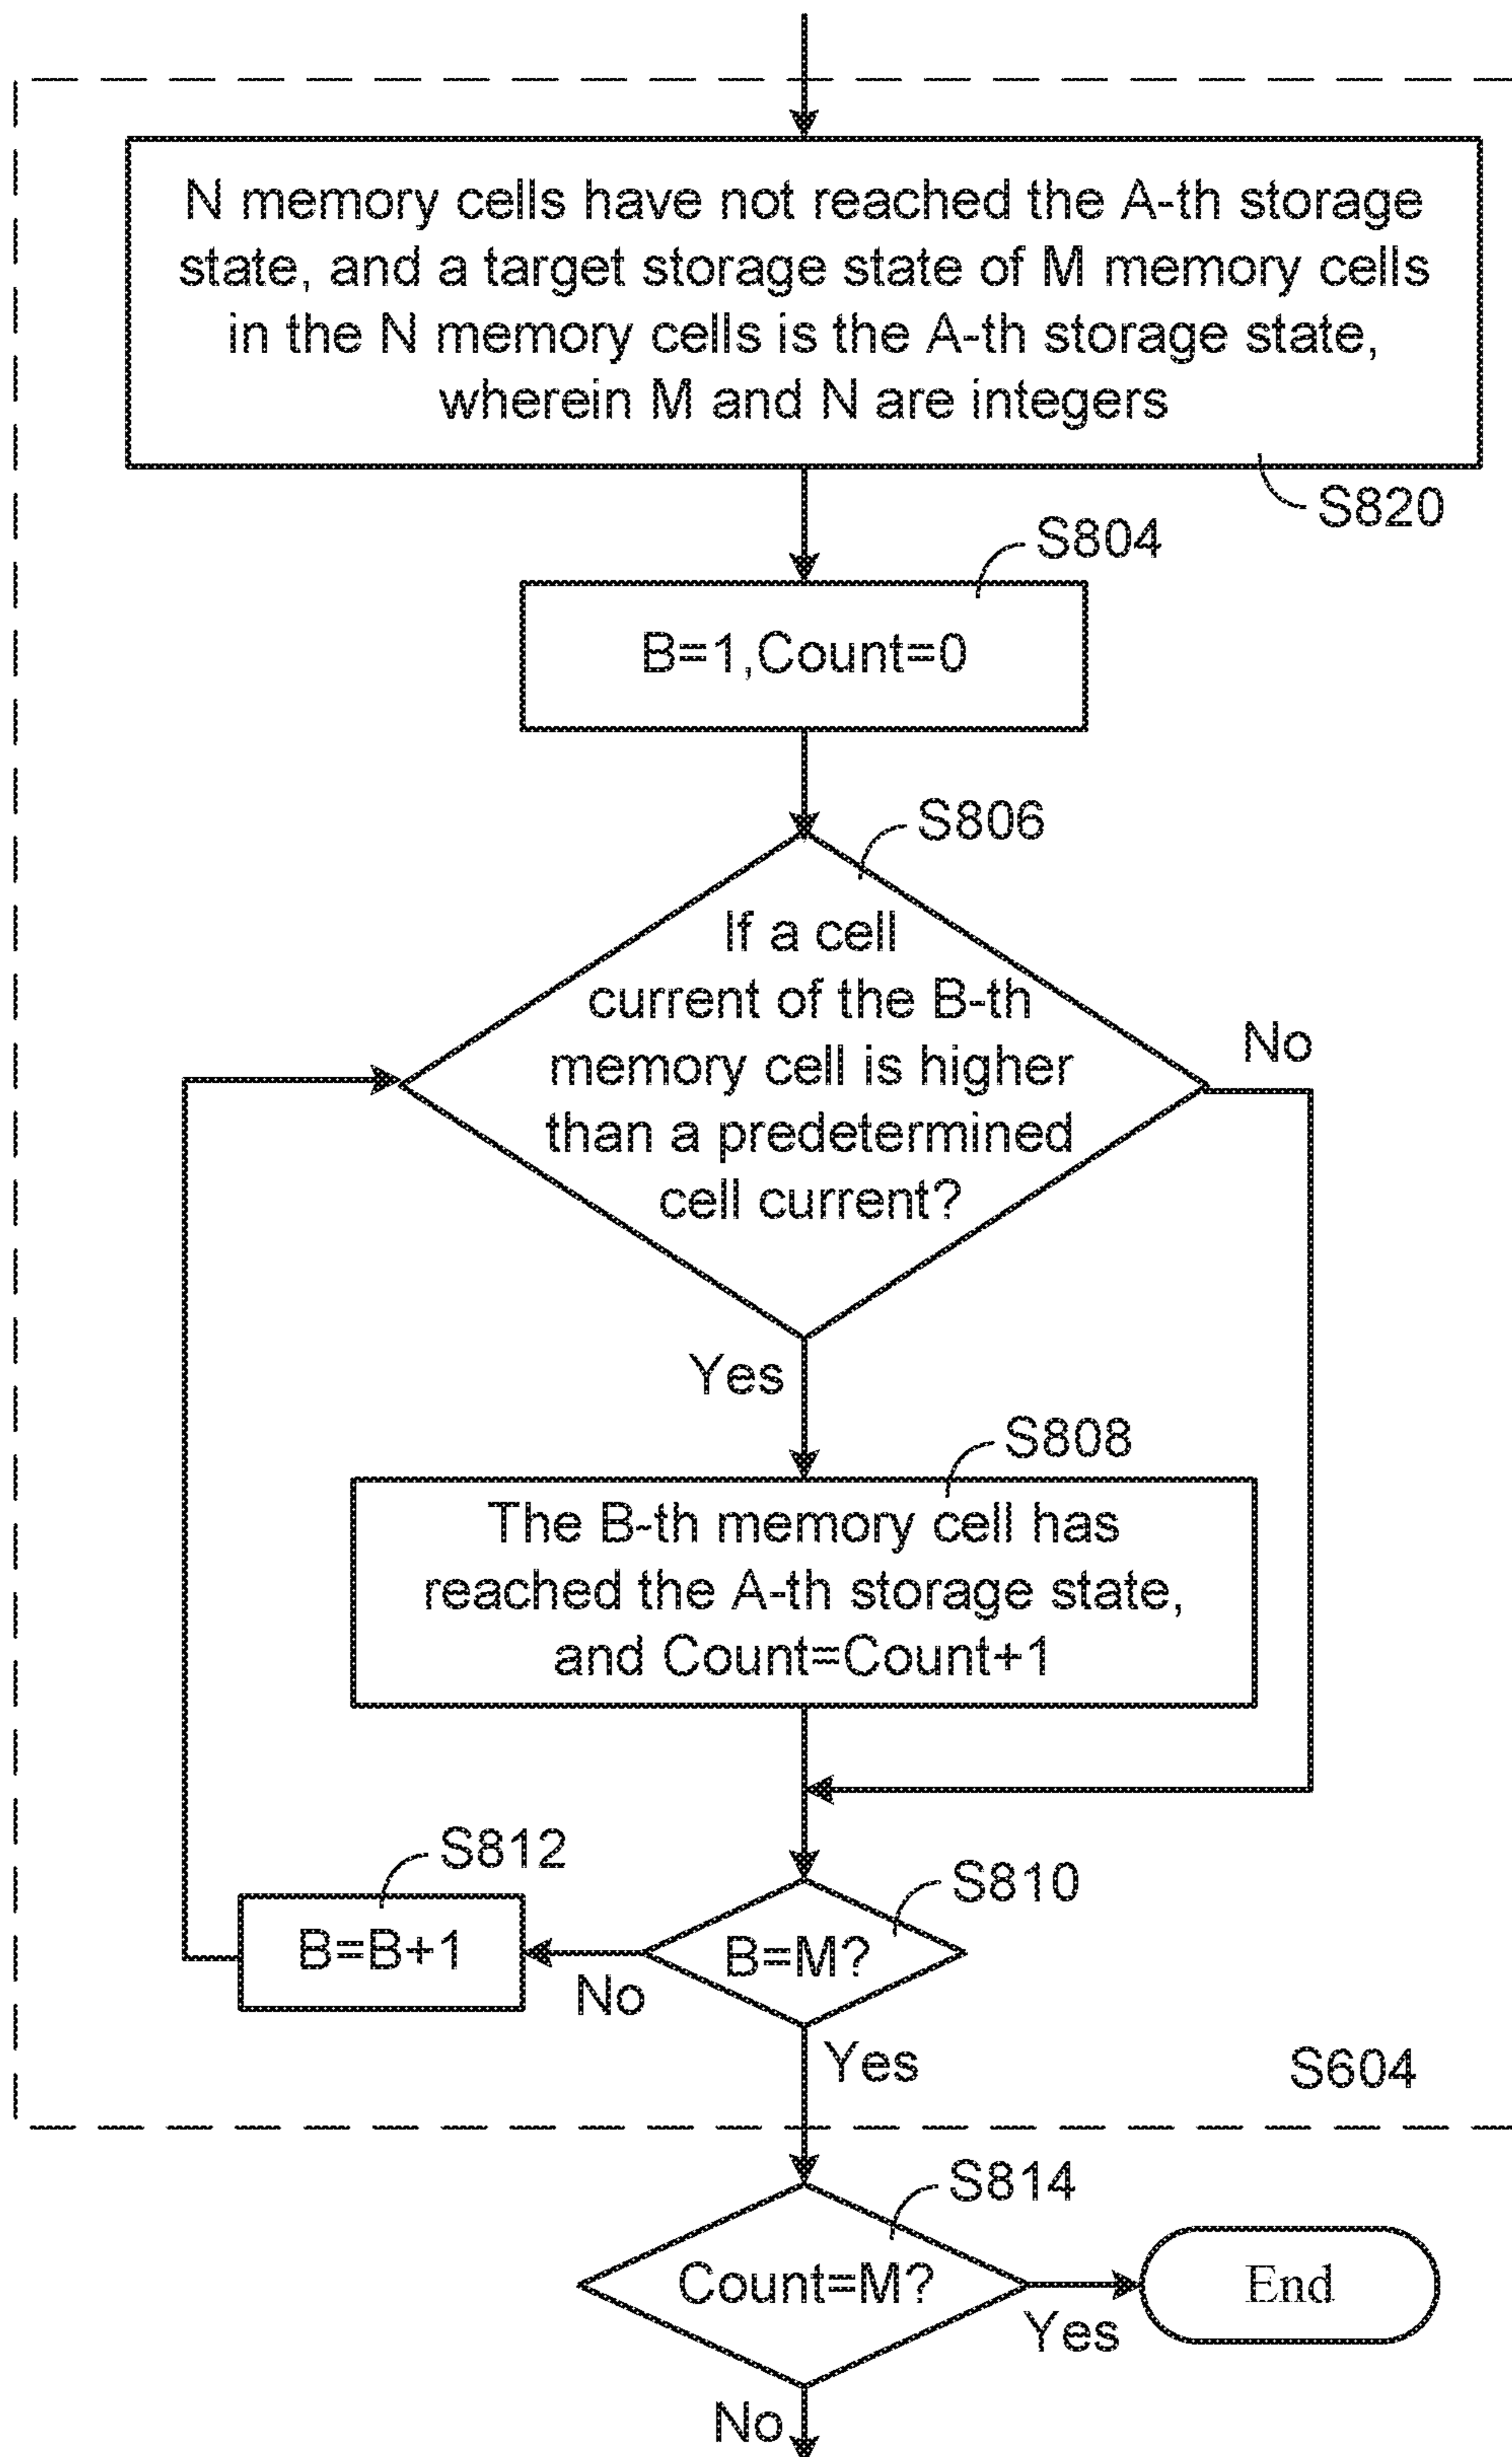 N memory cells have not reached the A-th storage
state, and a target storage state of M memory cells
in the N memory cells is the A-th storage state,
wherein M and N are integers
S820
S804
B=1,Count=0
S806
If a cell
current of the B-th
memory cell is higher
than a predetermined
cell current?
No
Yes
S808
The B-th memory cell has
reached the A-th storage state,
and Count=Count+1
S812
B=B+1
S810
B=M?
No
Yes
S604
S814
Count=M?
Yes
End
No